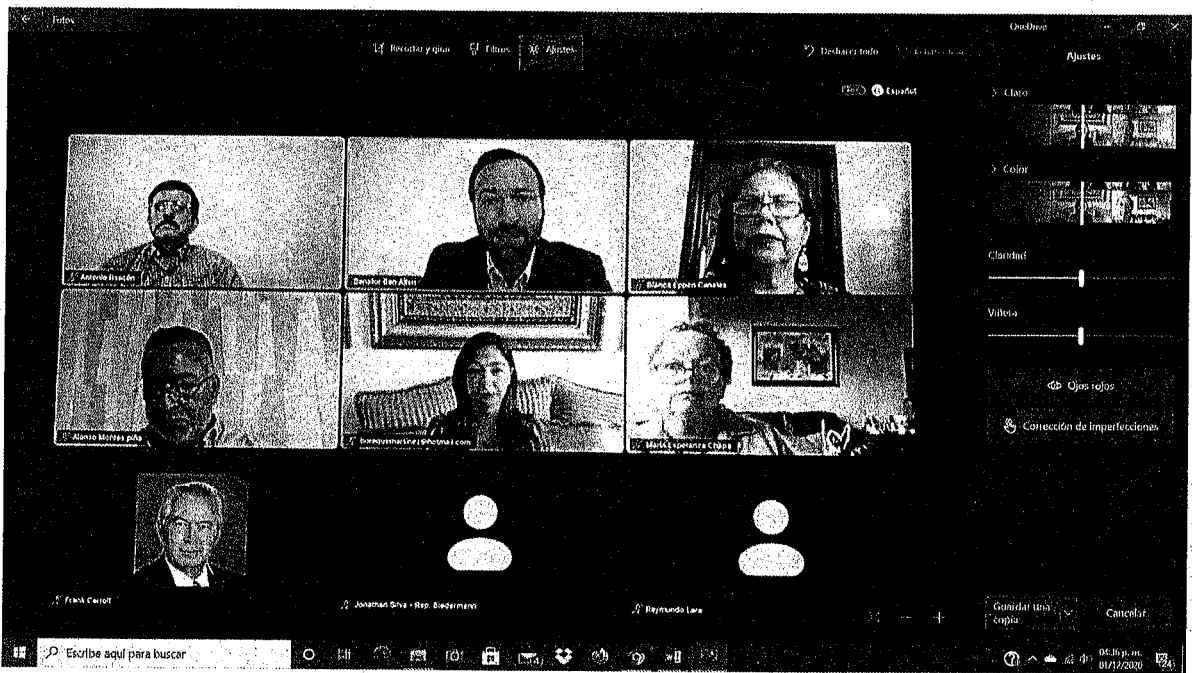 Fotos
OneDrive
Recortar y girar
Filtros
Ajustes
Deshacer todo
Ajustes
Español
Claro
Color
Claridad
Viñeta
Ojos rojos
Corrección de imperfecciones
Antonio Rascón
Senator Ben Allen
Blanca Eppen Canales
Alonso Montes piña
María Esperanza Chapa
Frank Carroll
Jonathan Silva - Rep. Biedermann
Raymundo Lara
Guardar una
copia
Cancelar
Escribe aquí para buscar
04:36 p. m.
01/12/2020